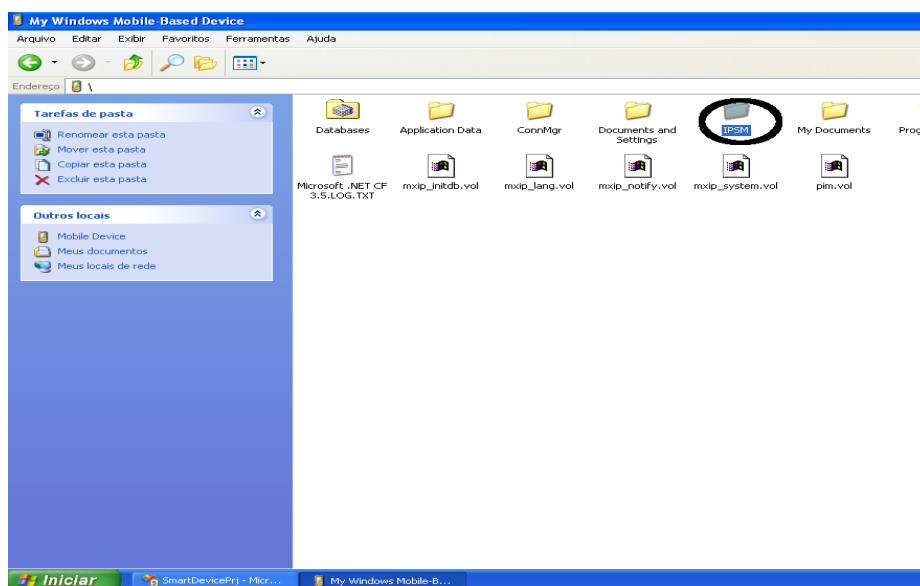 My Windows Mobile-Based Device
Arquivo Editar Exibir Favoritos Ferramentas Ajuda
Endereço \
Tarefas de pasta
Renomear esta pasta
Mover esta pasta
Copiar esta pasta
Excluir esta pasta
Outros locais
Mobile Device
Meus documentos
Meus locais de rede
Databases Application Data ConnMgr Documents and Settings IPSM My Documents Prog
Microsoft .NET CF 3.5.LOG.TXT mxip_initdb.vol mxip_lang.vol mxip_notify.vol mxip_system.vol pim.vol
Iniciar SmartDevicePrj - Micr... My Windows Mobile-B...